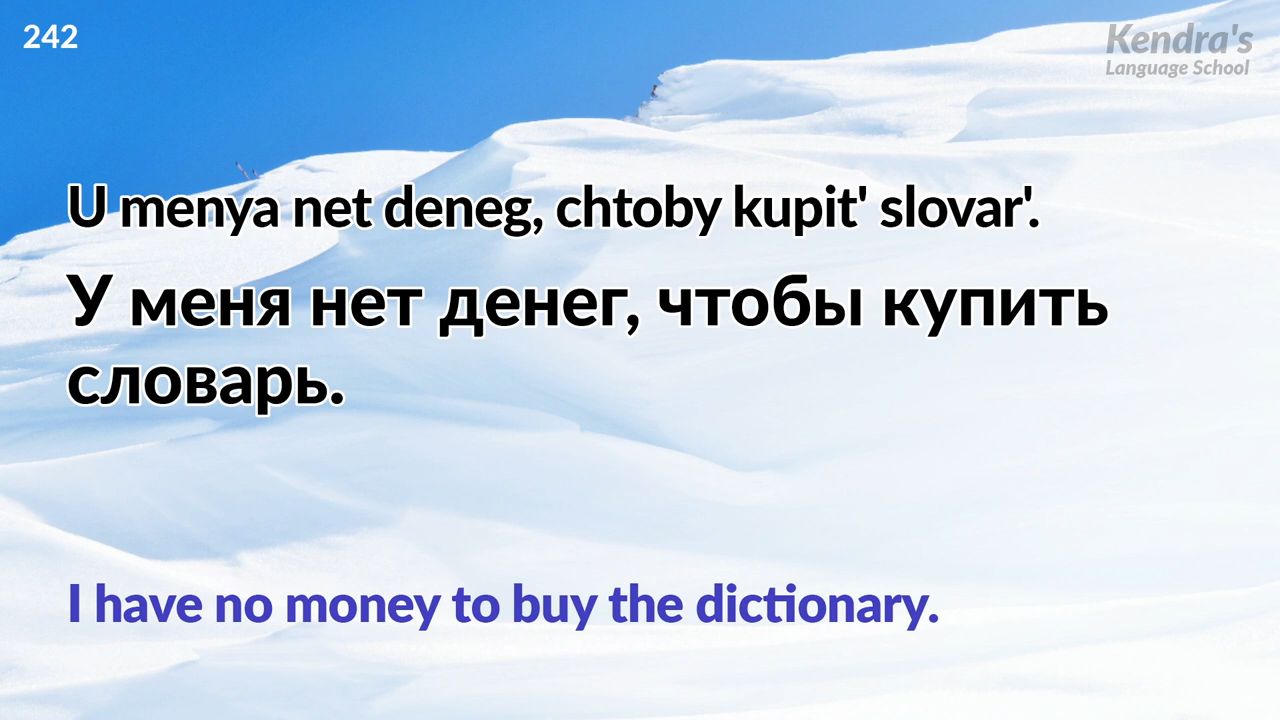 242
Kendra's
Language School
U menya net deneg, chtoby kupit' slovar'.
У меня нет денег, чтобы купить
словарь.
I have no money to buy the dictionary.